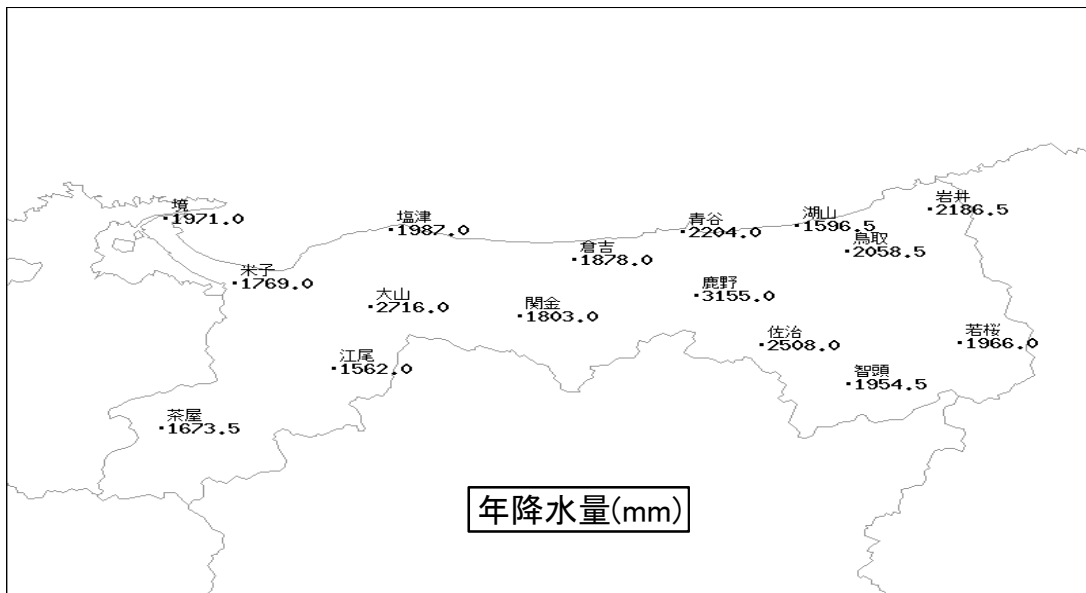 境
1971.0
塩津
1987.0
青谷
2204.0
湖山
1596.5
岩井
2186.5
倉吉
1878.0
鳥取
2058.5
米子
1769.0
大山
2716.0
関金
1803.0
鹿野
3155.0
佐治
2508.0
若桜
1966.0
江尾
1562.0
智頭
1954.5
茶屋
1673.5
年降水量(mm)